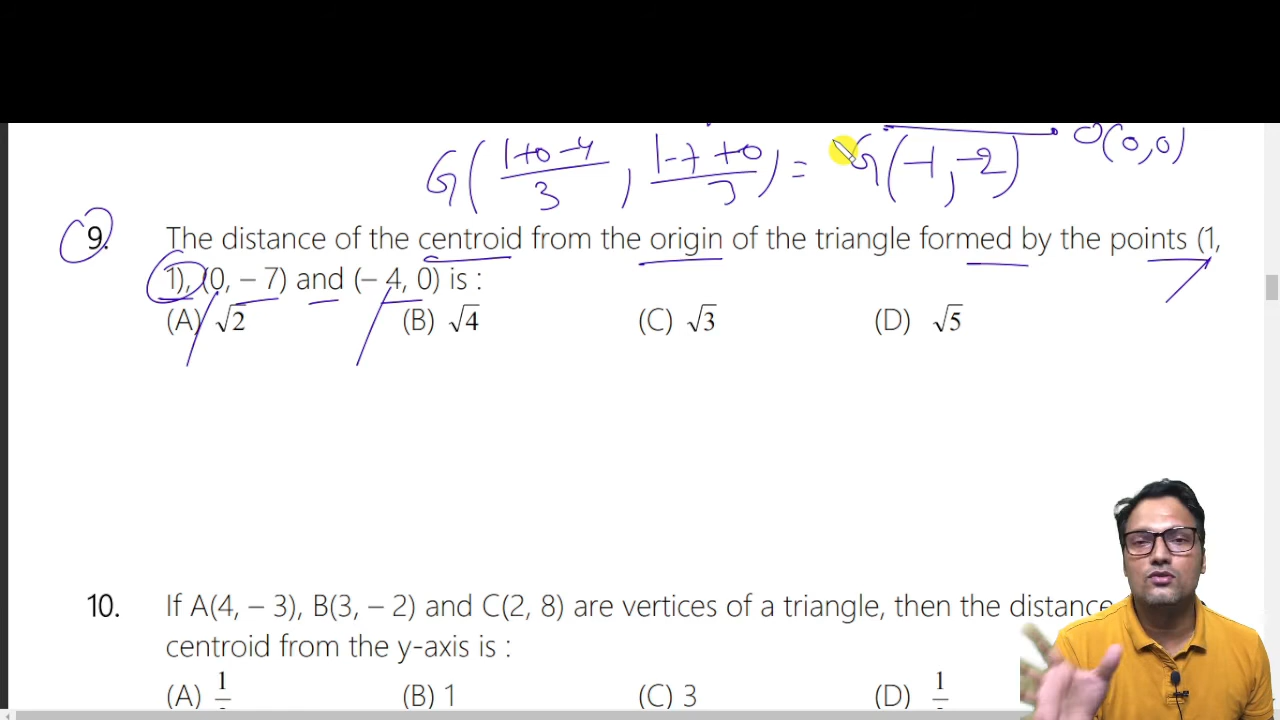 G(1+0-4/3, 1-7+0/3) = G(-1, -2) O(0,0)
9. The distance of the centroid from the origin of the triangle formed by the points (1,
1), (0, – 7) and (– 4, 0) is :
(A) √2 (B) √4 (C) √3 (D) √5
10. If A(4, – 3), B(3, – 2) and C(2, 8) are vertices of a triangle, then the distance
centroid from the y-axis is :
(A) 1 (B) 1 (C) 3 (D) 1